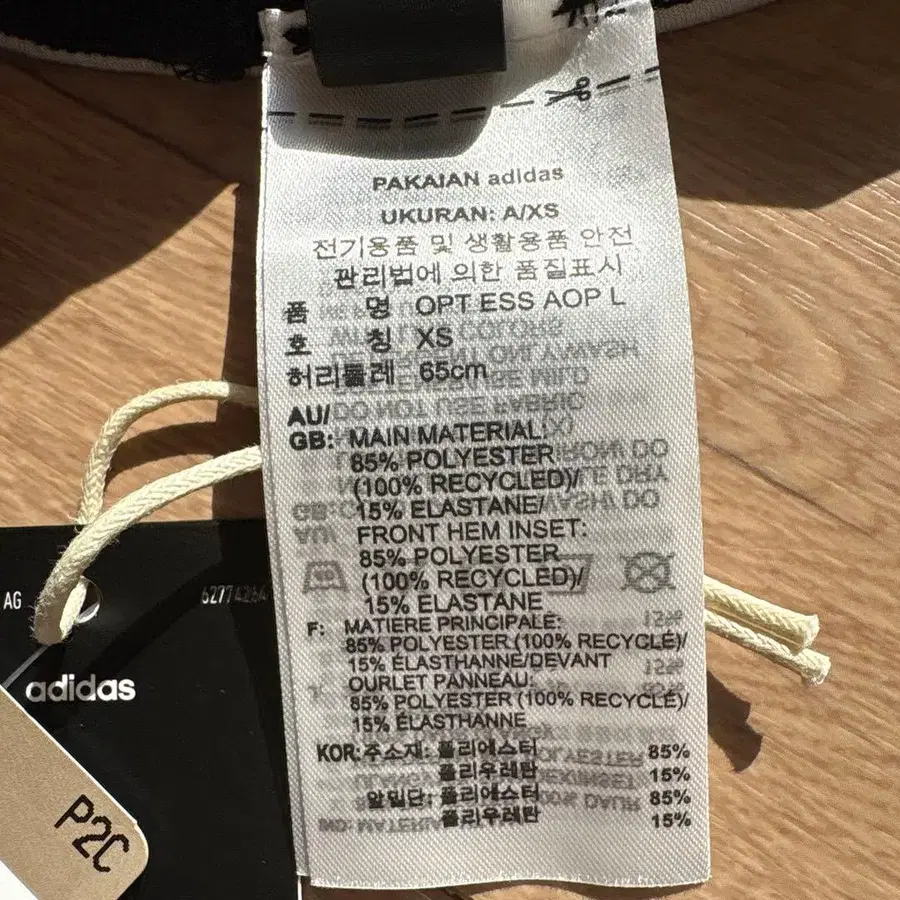 PAKAIAN adidas
UKURAN: A/XS
전기용품 및 생활용품 안전
관리법에 의한 품질표시
품 명 OPT ESS AOP L
호 칭 XS
허리둘레 65cm
AU/
GB: MAIN MATERIAL:
85% POLYESTER
(100% RECYCLED)/
15% ELASTANE/
FRONT HEM INSET:
85% POLYESTER
(100% RECYCLED)/
15% ELASTANE
F: MATIERE PRINCIPALE:
85% POLYESTER (100% RECYCLÉ)/
15% ÉLASTHANNE/DEVANT
OURLET PANNEAU:
85% POLYESTER (100% RECYCLÉ)/
15% ÉLASTHANNE
KOR: 주소재: 폴리에스터 85%
폴리우레탄 15%
앞밑단: 폴리에스터 85%
폴리우레탄 15%
AG
adidas
P2C